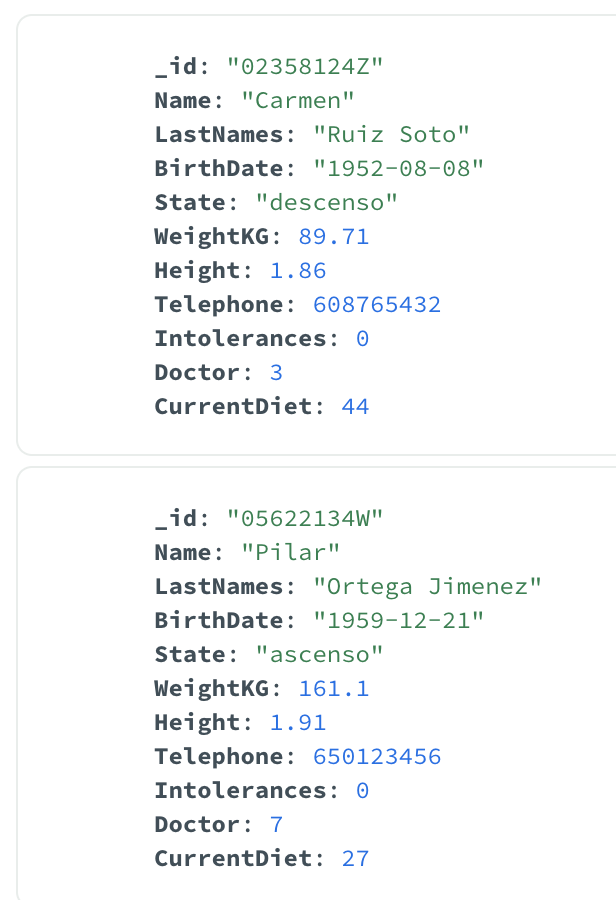 _id: "02358124Z"
Name: "Carmen"
LastNames: "Ruiz Soto"
BirthDate: "1952-08-08"
State: "descenso"
WeightKG: 89.71
Height: 1.86
Telephone: 608765432
Intolerances: 0
Doctor: 3
CurrentDiet: 44
_id: "05622134W"
Name: "Pilar"
LastNames: "Ortega Jimenez"
BirthDate: "1959-12-21"
State: "ascenso"
WeightKG: 161.1
Height: 1.91
Telephone: 650123456
Intolerances: 0
Doctor: 7
CurrentDiet: 27